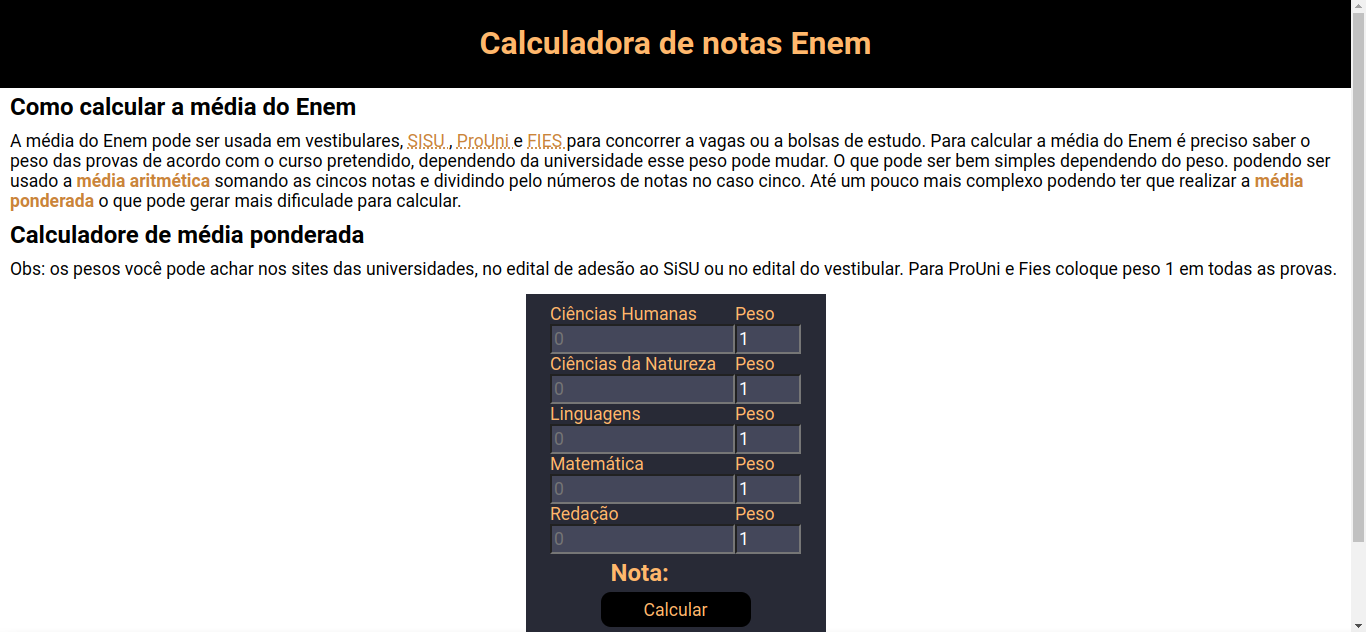 Calculadora de notas Enem
Como calcular a média do Enem
A média do Enem pode ser usada em vestibulares, SISU , ProUni e FIES para concorrer a vagas ou a bolsas de estudo. Para calcular a média do Enem é preciso saber o
peso das provas de acordo com o curso pretendido, dependendo da universidade esse peso pode mudar. O que pode ser bem simples dependendo do peso. podendo ser
usado a média aritmética somando as cincos notas e dividindo pelo números de notas no caso cinco. Até um pouco mais complexo podendo ter que realizar a média
ponderada o que pode gerar mais dificulade para calcular.
Calculadore de média ponderada
Obs: os pesos você pode achar nos sites das universidades, no edital de adesão ao SiSU ou no edital do vestibular. Para ProUni e Fies coloque peso 1 em todas as provas.
Ciências Humanas Peso
0 1
Ciências da Natureza Peso
0 1
Linguagens Peso
0 1
Matemática Peso
0 1
Redação Peso
0 1
Nota:
Calcular